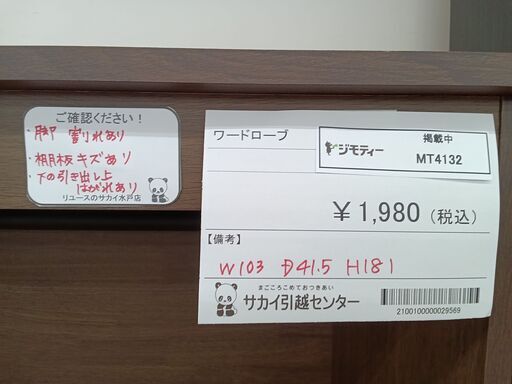 ご確認ください！
・脚 割れあり
・棚板キズあり
・下の引き出し上
はがれあり
リユースのサカイ水戸店
ワードローブ
ジモティー
掲載中
MT4132
￥1,980（税込）
【備考】
W103 D41.5 H181
まごころこめておつきあい
サカイ引越センター
2100100000029569